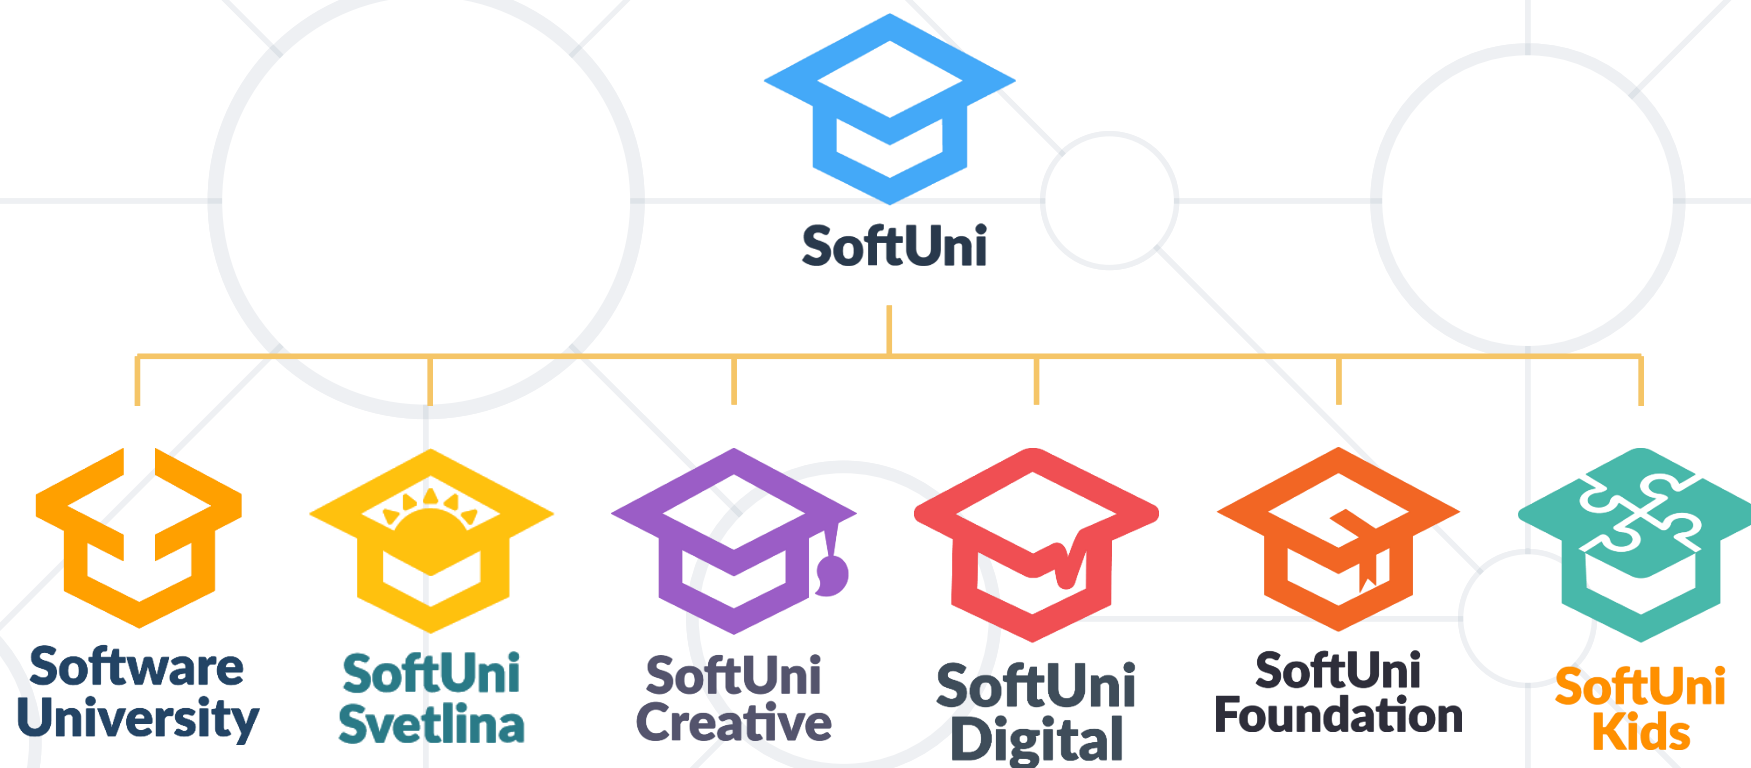 SoftUni
Software
University
SoftUni
Svetlina
SoftUni
Creative
SoftUni
Digital
SoftUni
Foundation
SoftUni
Kids